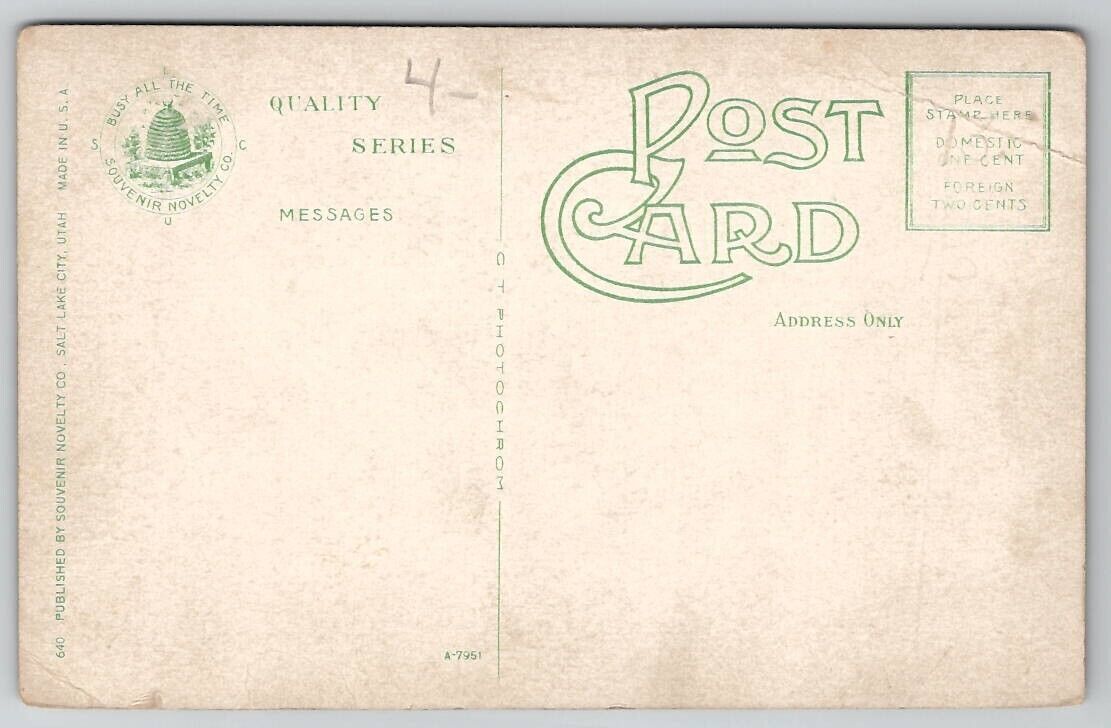 BUSY ALL THE TIME
L
S C
SOUVENIR NOVELTY CO.
U
QUALITY
SERIES
4-
MESSAGES
POST
CARD
PLACE
STAMP HERE
DOMESTIC
ONE CENT
FOREIGN
TWO CENTS
ADDRESS ONLY
C T PHOTOCHROM
A-7951
640 PUBLISHED BY SOUVENIR NOVELTY CO. SALT LAKE CITY, UTAH MADE IN U. S. A